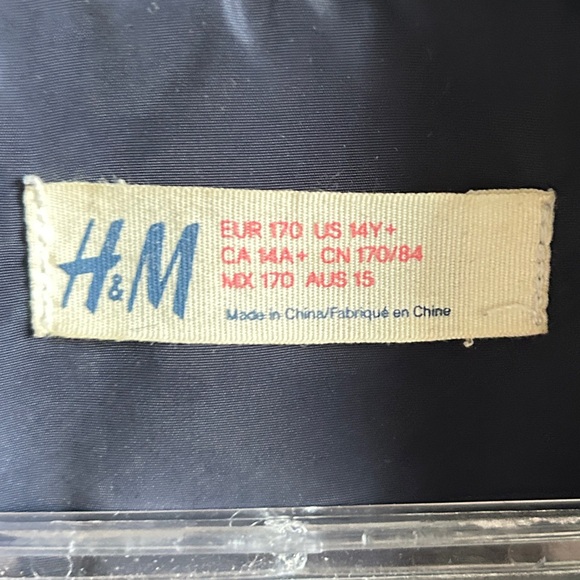 H&M
EUR 170 US 14Y+
CA 14A+ CN 170/84
MX 170 AUS 15
Made in China/Fabriqué en Chine